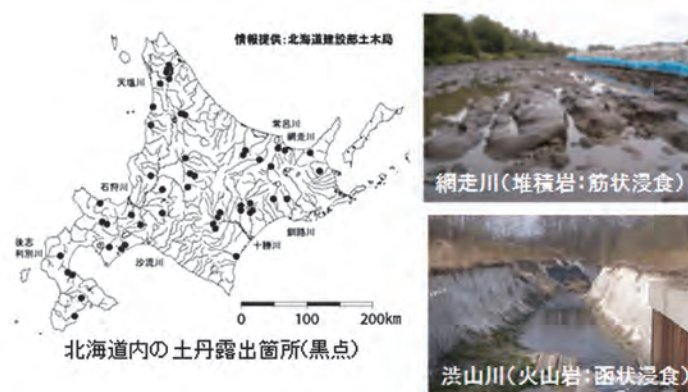 情報提供:北海道建設部土木局
天塩川
常呂川
網走川
石狩川
後志
利別川
沙流川
十勝川
釧路川
0 100 200km
北海道内の土丹露出箇所(黒点)
網走川(堆積岩:筋状浸食)
渋山川(火山岩:函状浸食)